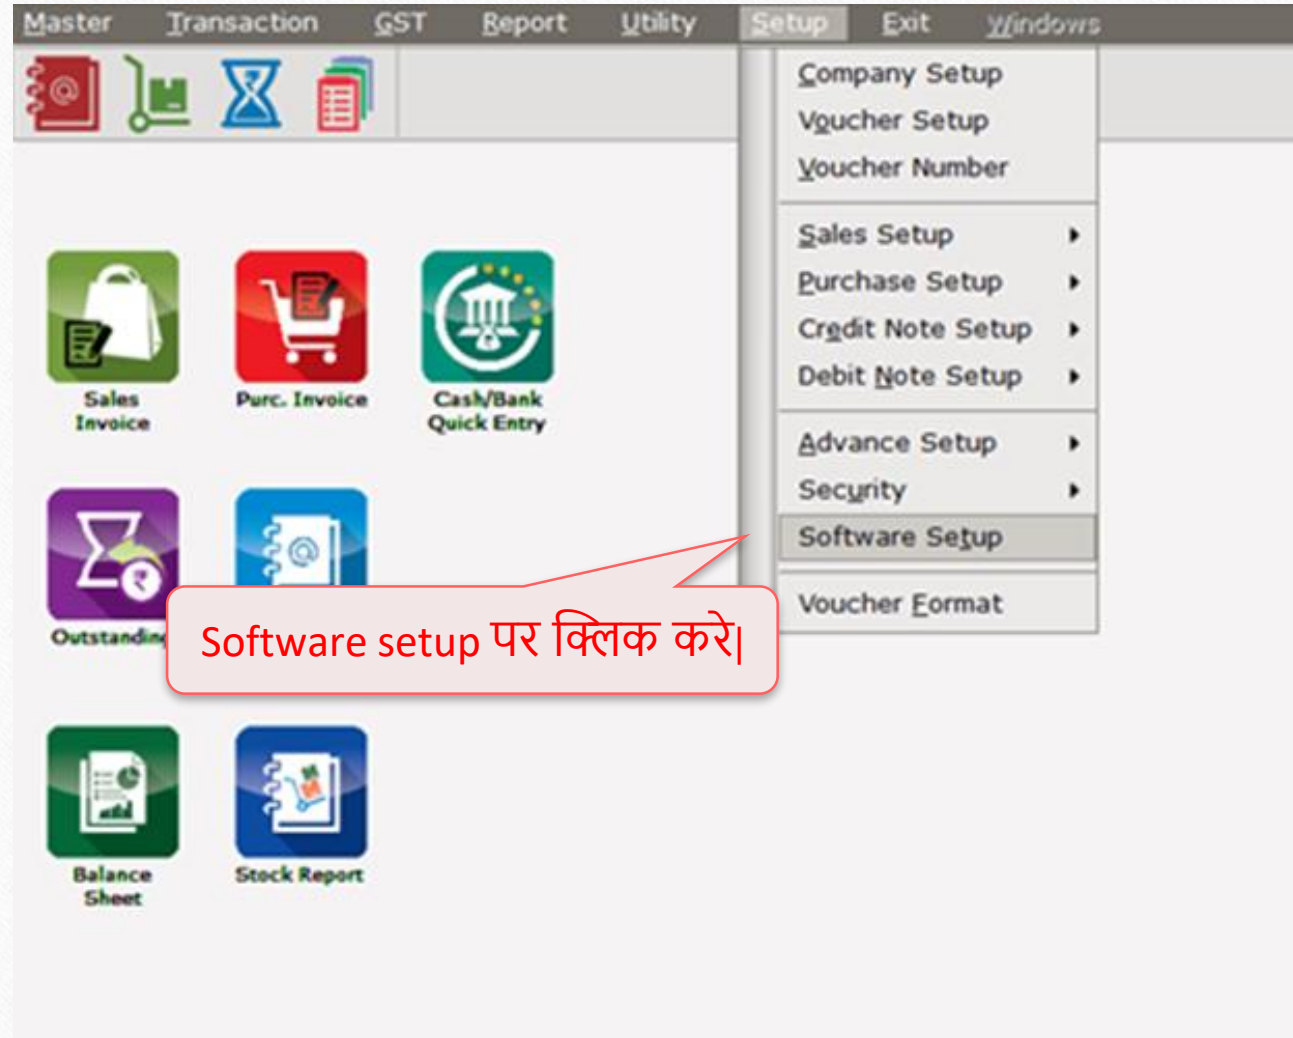 Master Transaction GST Report Utility Setup Exit Windows
Company Setup
Voucher Setup
Voucher Number
Sales Setup
Purchase Setup
Credit Note Setup
Debit Note Setup
Advance Setup
Security
Software Setup
Voucher Format
Sales
Invoice
Purc. Invoice
Cash/Bank
Quick Entry
Outstanding
Software setup पर क्लिक करे|
Balance
Sheet
Stock Report